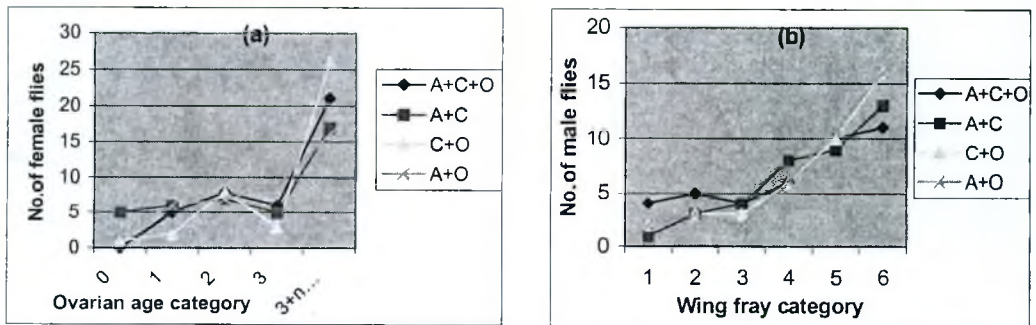 (a)
No.of female flies
30
25
20
15
10
5
0
0 1 2 3 3+n...
Ovarian age category
A+C+O
A+C
C+O
A+O
(b)
No.of male flies
20
15
10
5
0
1 2 3 4 5 6
Wing fray category
A+C+O
A+C
C+O
A+O